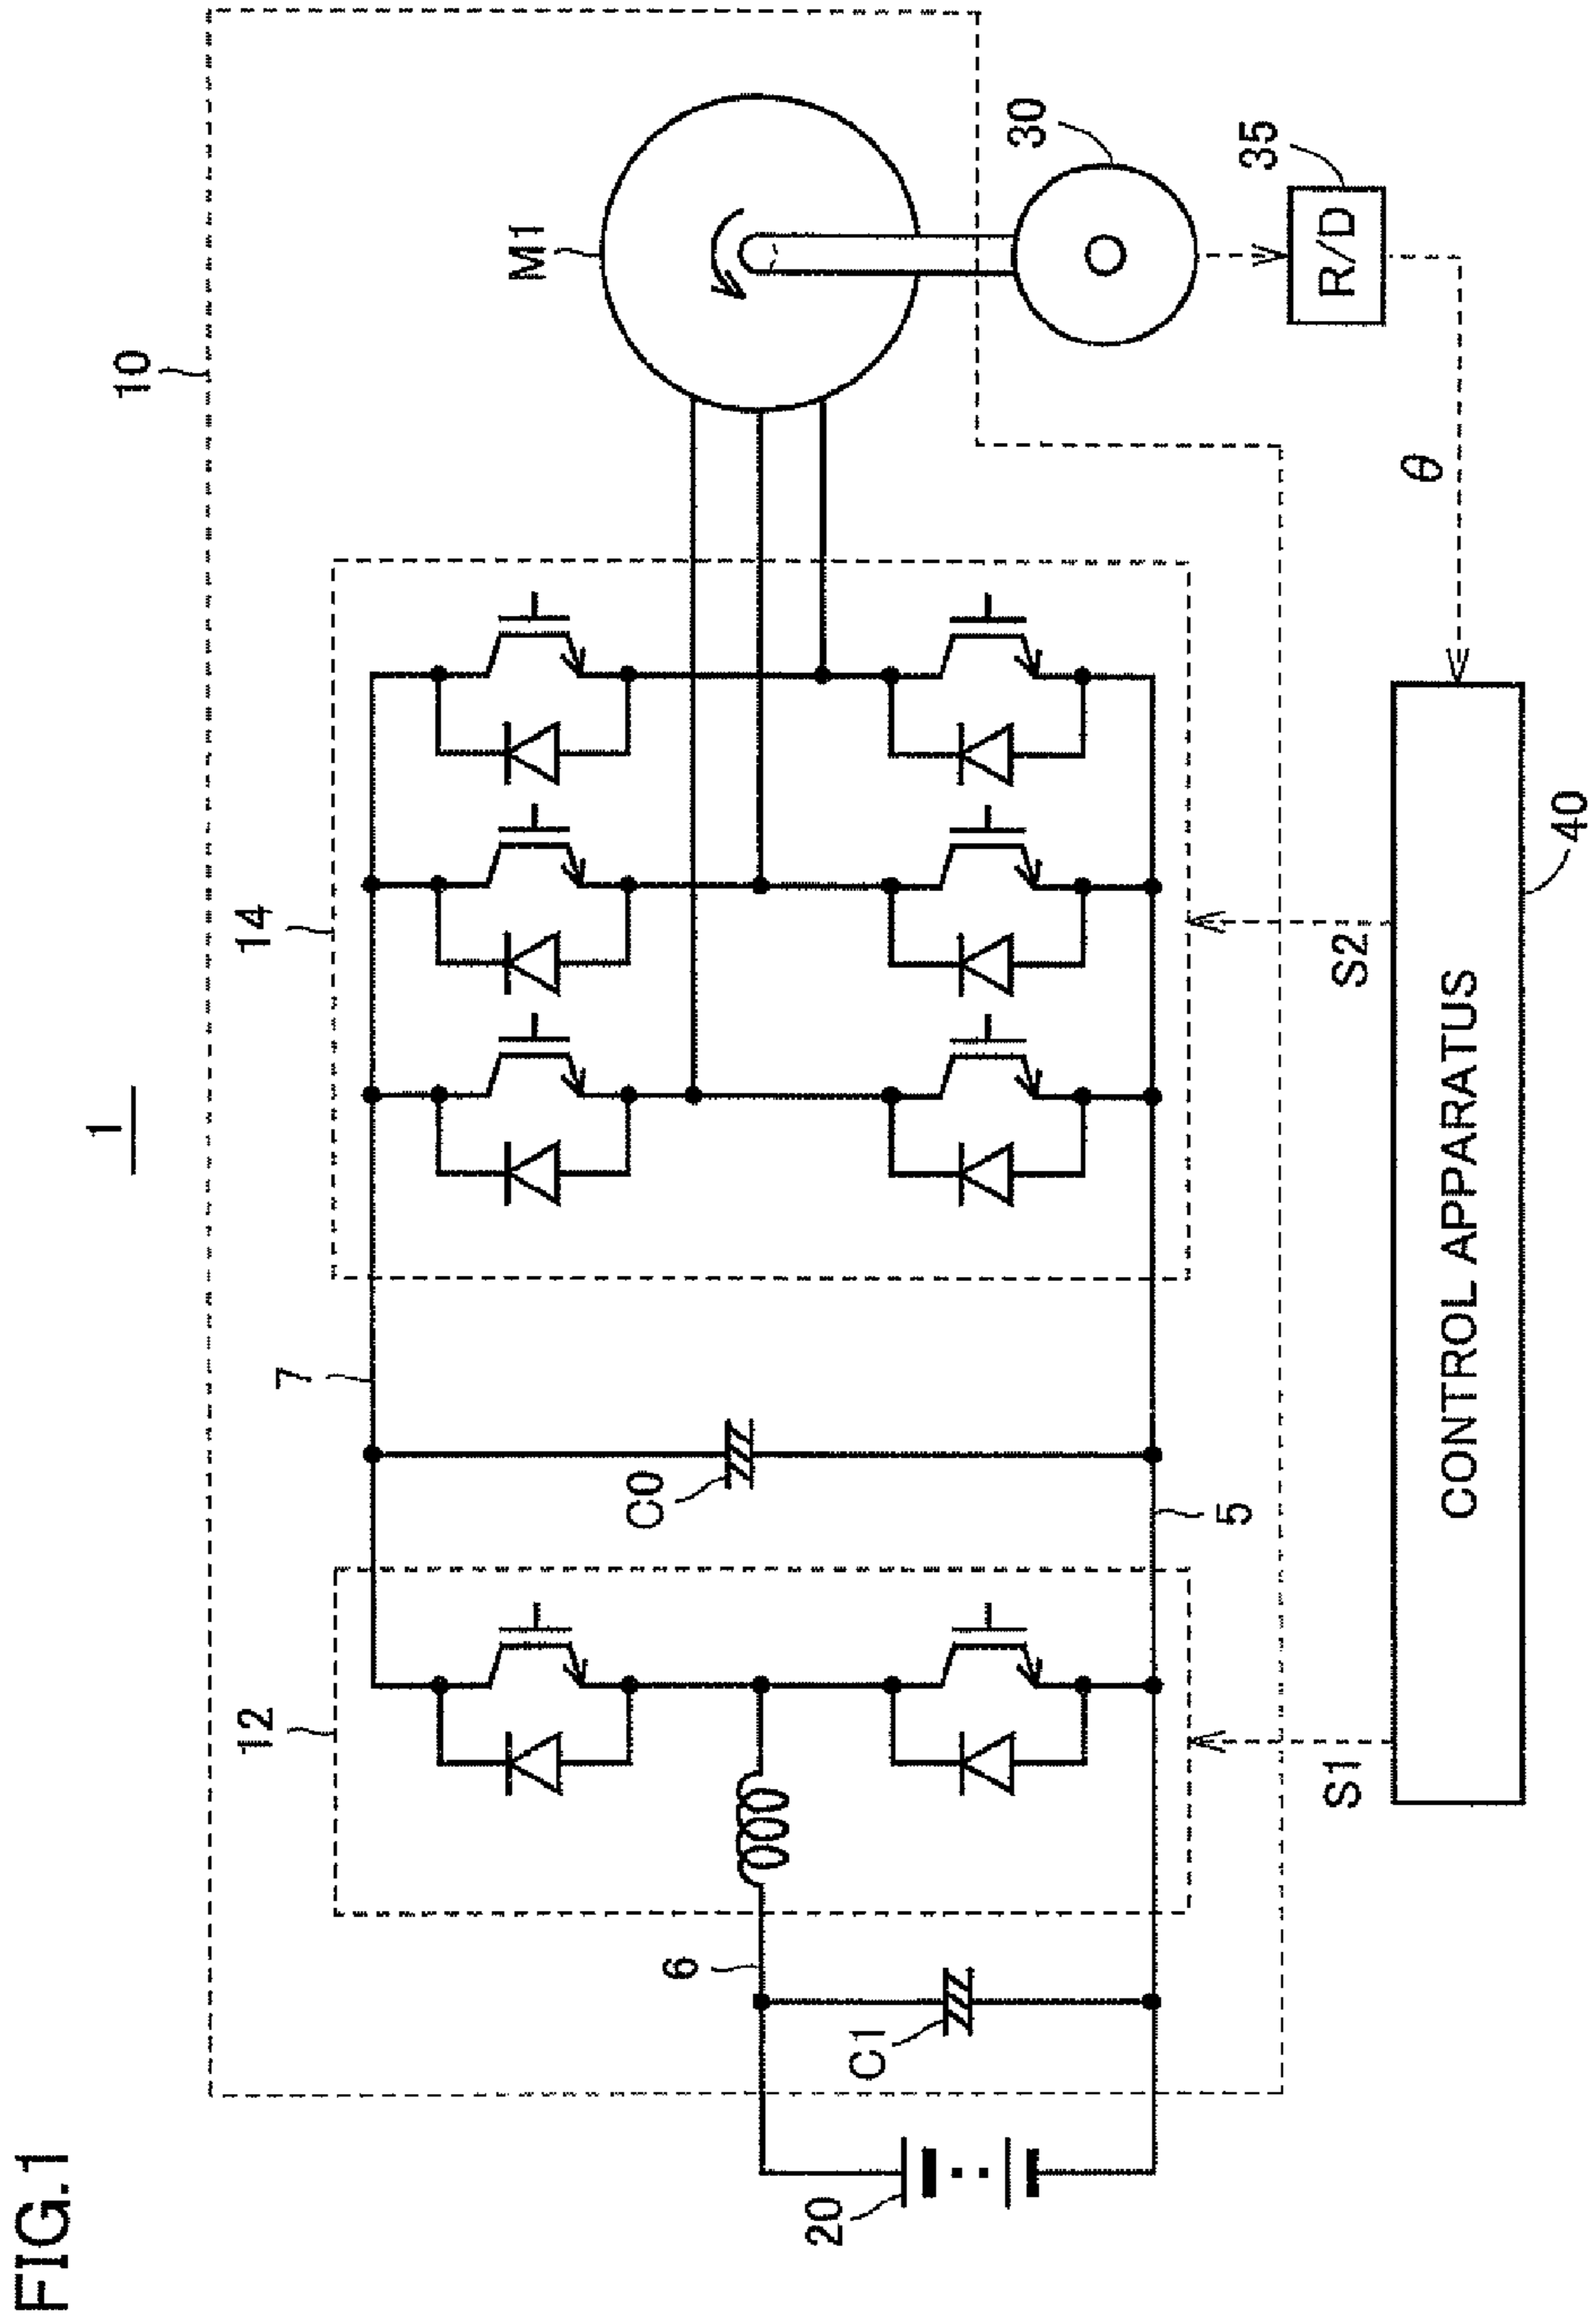 FIG.1
1
10
12
7
14
M1
30
35
R/D
C0
6
C1
20
5
θ
S1
S2
CONTROL APPARATUS
40